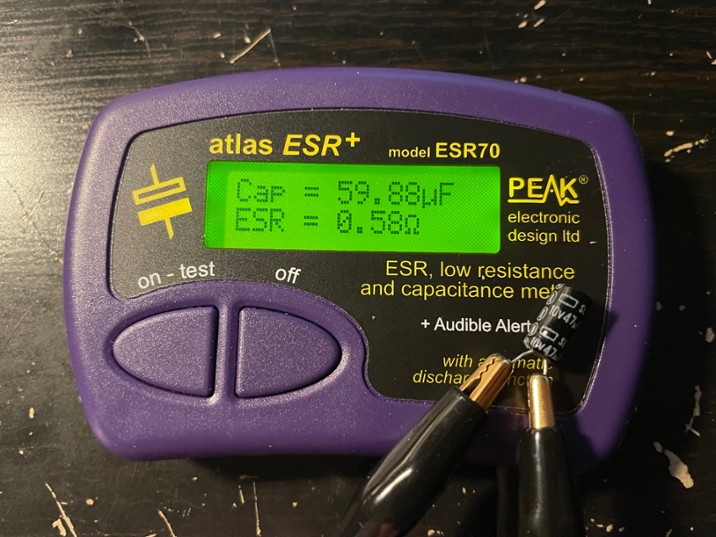 atlas ESR+ model ESR70
Cap = 59.88µF
ESR = 0.58Ω
PEAK®
electronic
design ltd
on - test
off
ESR, low resistance
and capacitance
+ Audible Alert
with